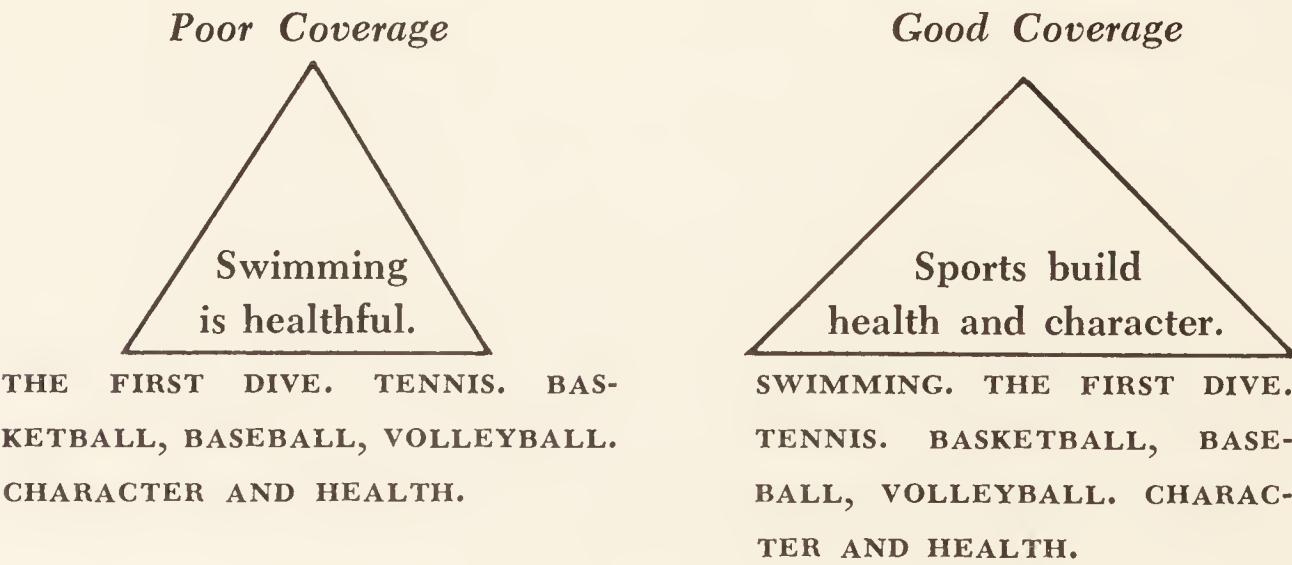 Poor Coverage
Swimming
is healthful.
THE FIRST DIVE. TENNIS. BAS-
KETBALL, BASEBALL, VOLLEYBALL.
CHARACTER AND HEALTH.
Good Coverage
Sports build
health and character.
SWIMMING. THE FIRST DIVE.
TENNIS. BASKETBALL, BASE-
BALL, VOLLEYBALL. CHARAC-
TER AND HEALTH.